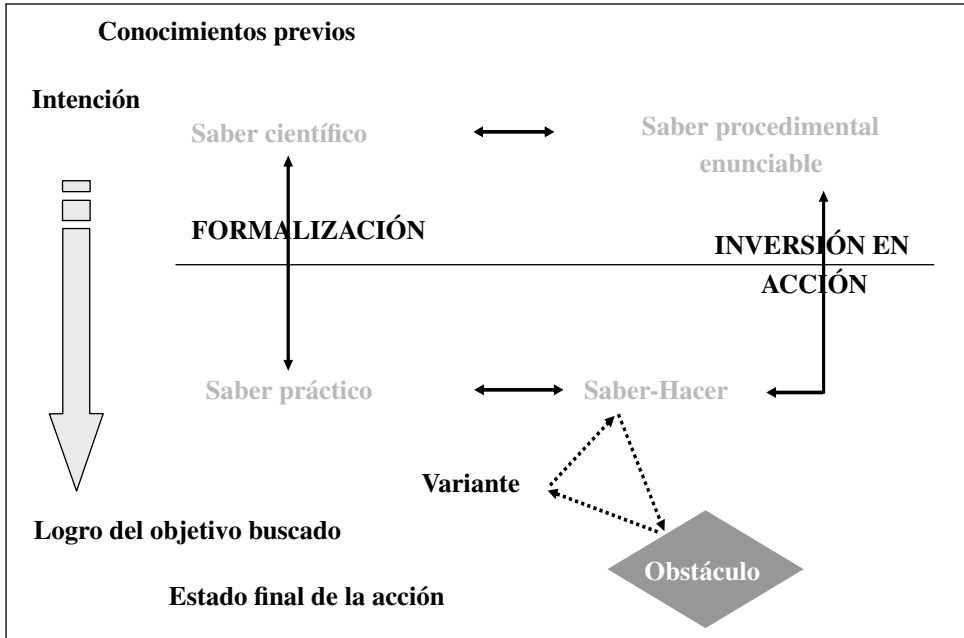 Conocimientos previos
Intención
Saber científico
Saber procedimental
enunciable
FORMALIZACIÓN
INVERSIÓN EN
ACCIÓN
Saber práctico
Saber-Hacer
Variante
Logro del objetivo buscado
Obstáculo
Estado final de la acción